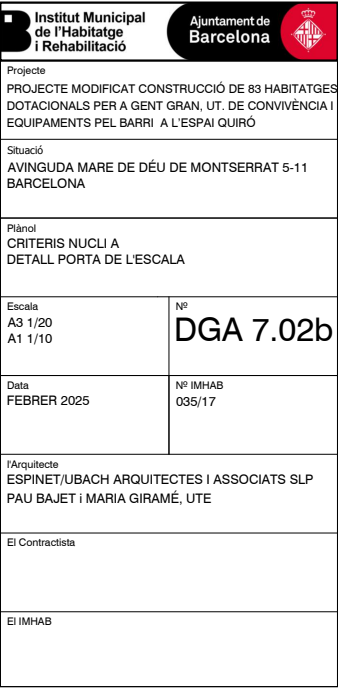 Institut Municipal
de l'Habitatge
i Rehabilitació
Ajuntament de
Barcelona
Projecte
PROJECTE MODIFICAT CONSTRUCCIÓ DE 83 HABITATGES
DOTACIONALS PER A GENT GRAN, UT. DE CONVIVÈNCIA I
EQUIPAMENTS PEL BARRI A L'ESPAI QUIRÓ
Situació
AVINGUDA MARE DE DÉU DE MONTSERRAT 5-11
BARCELONA
Plànol
CRITERIS NUCLI A
DETALL PORTA DE L'ESCALA
Escala
A3 1/20
A1 1/10
Nº
DGA 7.02b
Data
FEBRER 2025
Nº IMHAB
035/17
l'Arquitecte
ESPINET/UBACH ARQUITECTES I ASSOCIATS SLP
PAU BAJET i MARIA GIRAMÉ, UTE
El Contractista
El IMHAB